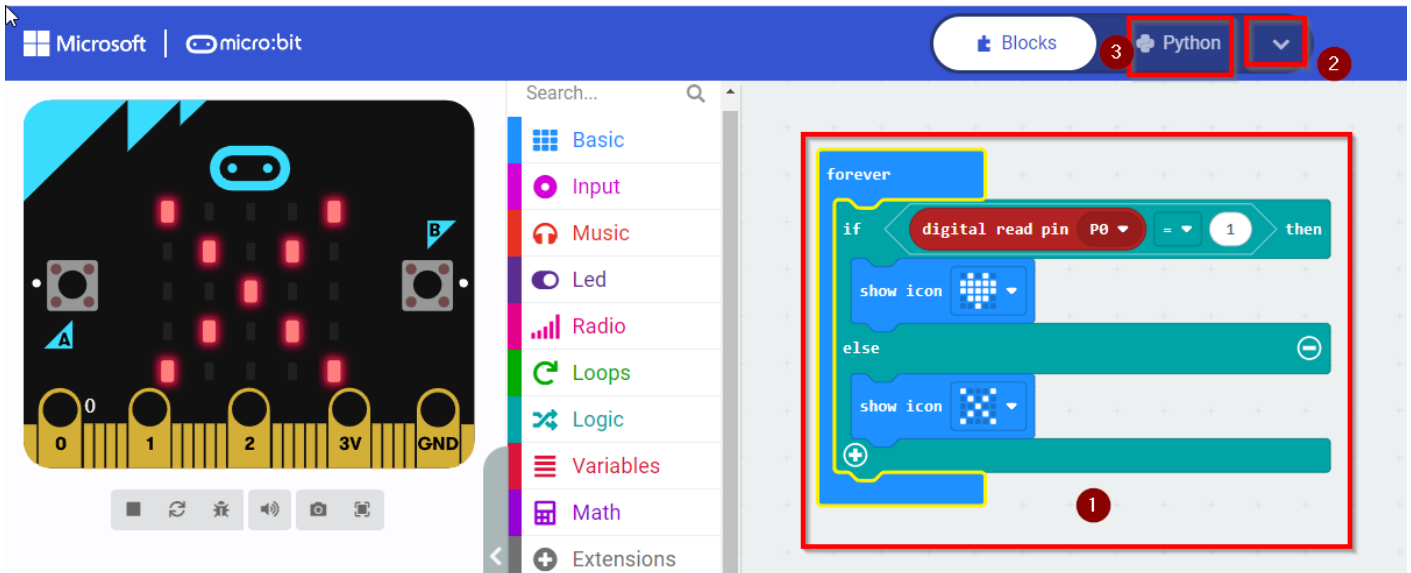 Microsoft | micro:bit
Blocks
3
Python
2
Search...
Basic
Input
Music
Led
Radio
Loops
Logic
Variables
Math
Extensions
B
A
0
0 1 2 3V GND
forever
if digital read pin P0 = 1 then
show icon
else
show icon
1